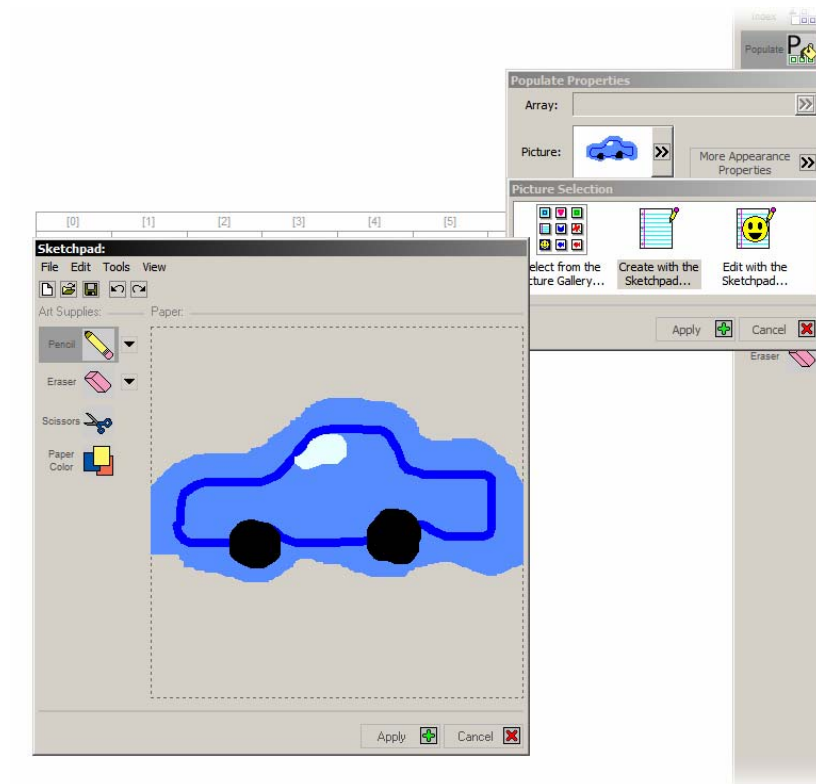 Index
Populate
P
Populate Properties
Array:
Picture:
More Appearance
Properties
Picture Selection
elect from the
cture Gallery...
Create with the
Sketchpad...
Edit with the
Sketchpad...
Apply
Cancel
Eraser
[0] [1] [2] [3] [4] [5]
Sketchpad:
File Edit Tools View
Art Supplies:
Paper:
Pencil
Eraser
Scissors
Paper
Color
Apply
Cancel